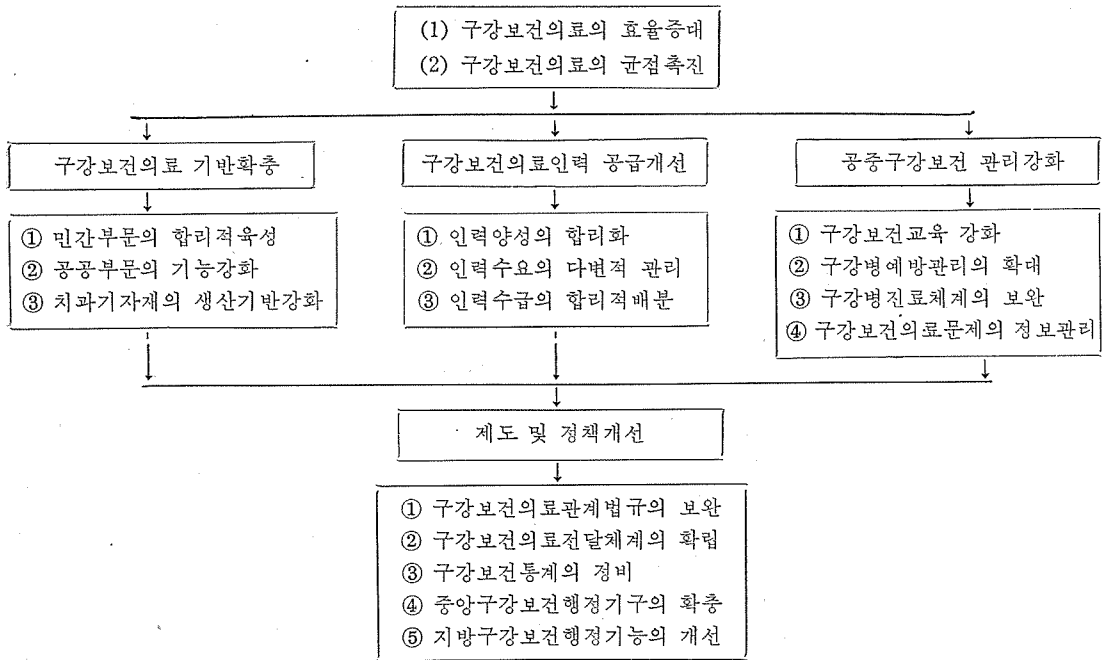 (1) 구강보건의료의 효율증대
(2) 구강보건의료의 균점촉진
구강보건의료 기반확충
① 민간부문의 합리적육성
② 공공부문의 기능강화
③ 치과기자재의 생산기반강화
구강보건의료인력 공급개선
① 인력양성의 합리화
② 인력수요의 다변적 관리
③ 인력수급의 합리적배분
공중구강보건 관리강화
① 구강보건교육 강화
② 구강병예방관리의 확대
③ 구강병진료체계의 보완
④ 구강보건의료문제의 정보관리
제도 및 정책개선
① 구강보건의료관계법규의 보완
② 구강보건의료전달체계의 확립
③ 구강보건통계의 정비
④ 중앙구강보건행정기구의 확충
⑤ 지방구강보건행정기능의 개선